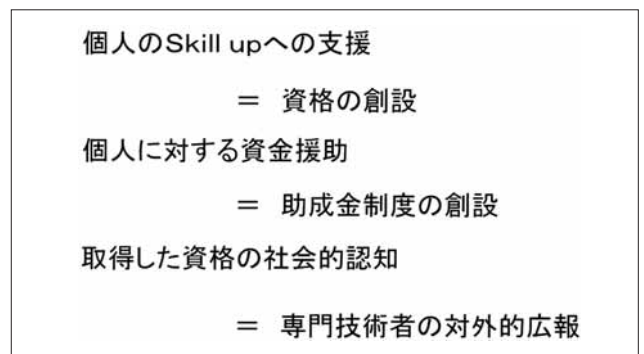 個人のSkill upへの支援
＝ 資格の創設
個人に対する資金援助
＝ 助成金制度の創設
取得した資格の社会的認知
＝ 専門技術者の対外的広報